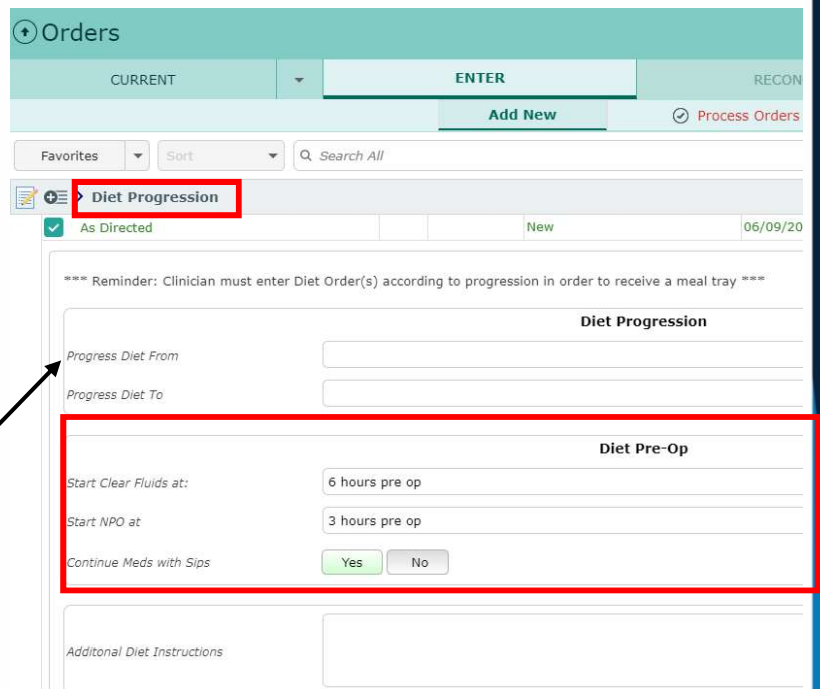 Orders
CURRENT ENTER RECON
Add New Process Orders
Favorites Sort Search All
Diet Progression
As Directed New 06/09/20
*** Reminder: Clinician must enter Diet Order(s) according to progression in order to receive a meal tray ***
Diet Progression
Progress Diet From
Progress Diet To
Diet Pre-Op
Start Clear Fluids at: 6 hours pre op
Start NPO at 3 hours pre op
Continue Meds with Sips Yes No
Additonal Diet Instructions